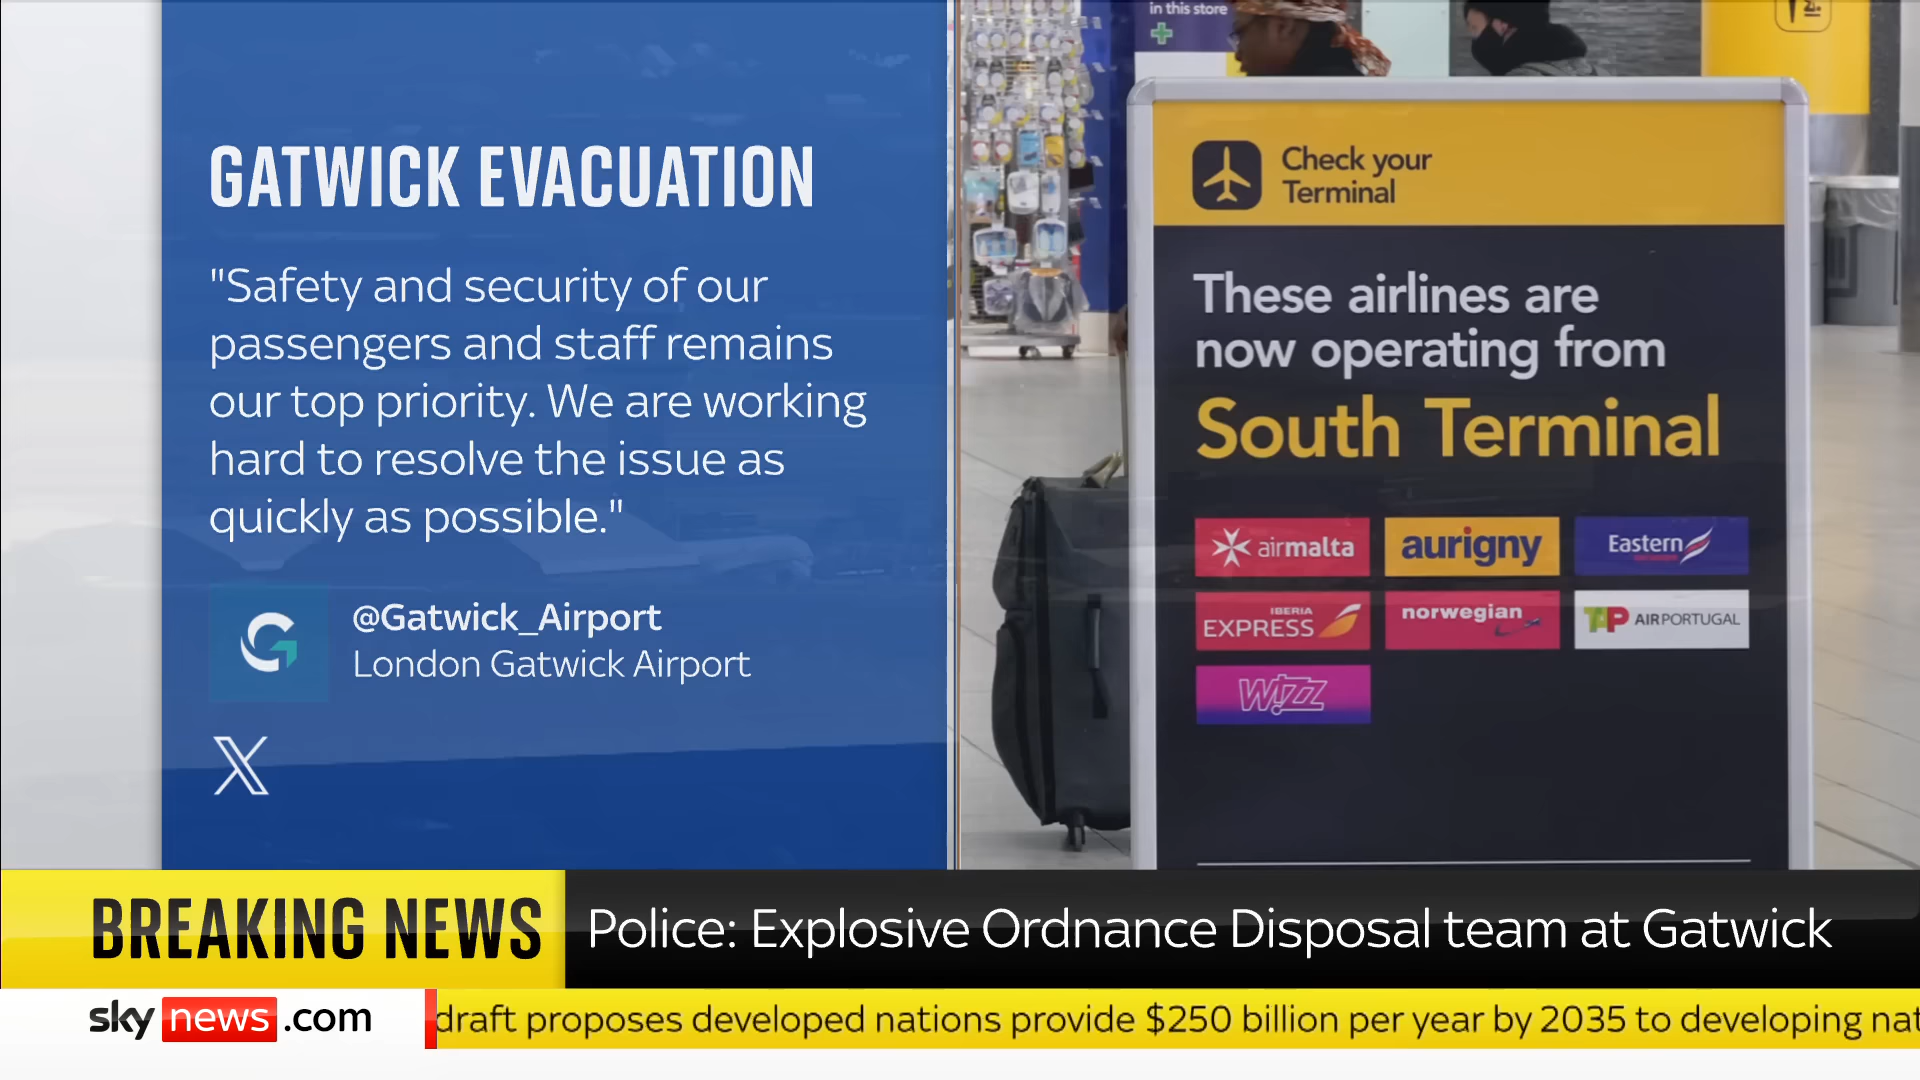 GATWICK EVACUATION
"Safety and security of our
passengers and staff remains
our top priority. We are working
hard to resolve the issue as
quickly as possible."
@Gatwick_Airport
London Gatwick Airport
in this store
Check your
Terminal
These airlines are
now operating from
South Terminal
airmalta
aurigny
Eastern
IBERIA
EXPRESS
norwegian
TAP AIRPORTUGAL
WIZZ
BREAKING NEWS
Police: Explosive Ordnance Disposal team at Gatwick
sky news.com
draft proposes developed nations provide $250 billion per year by 2035 to developing nat